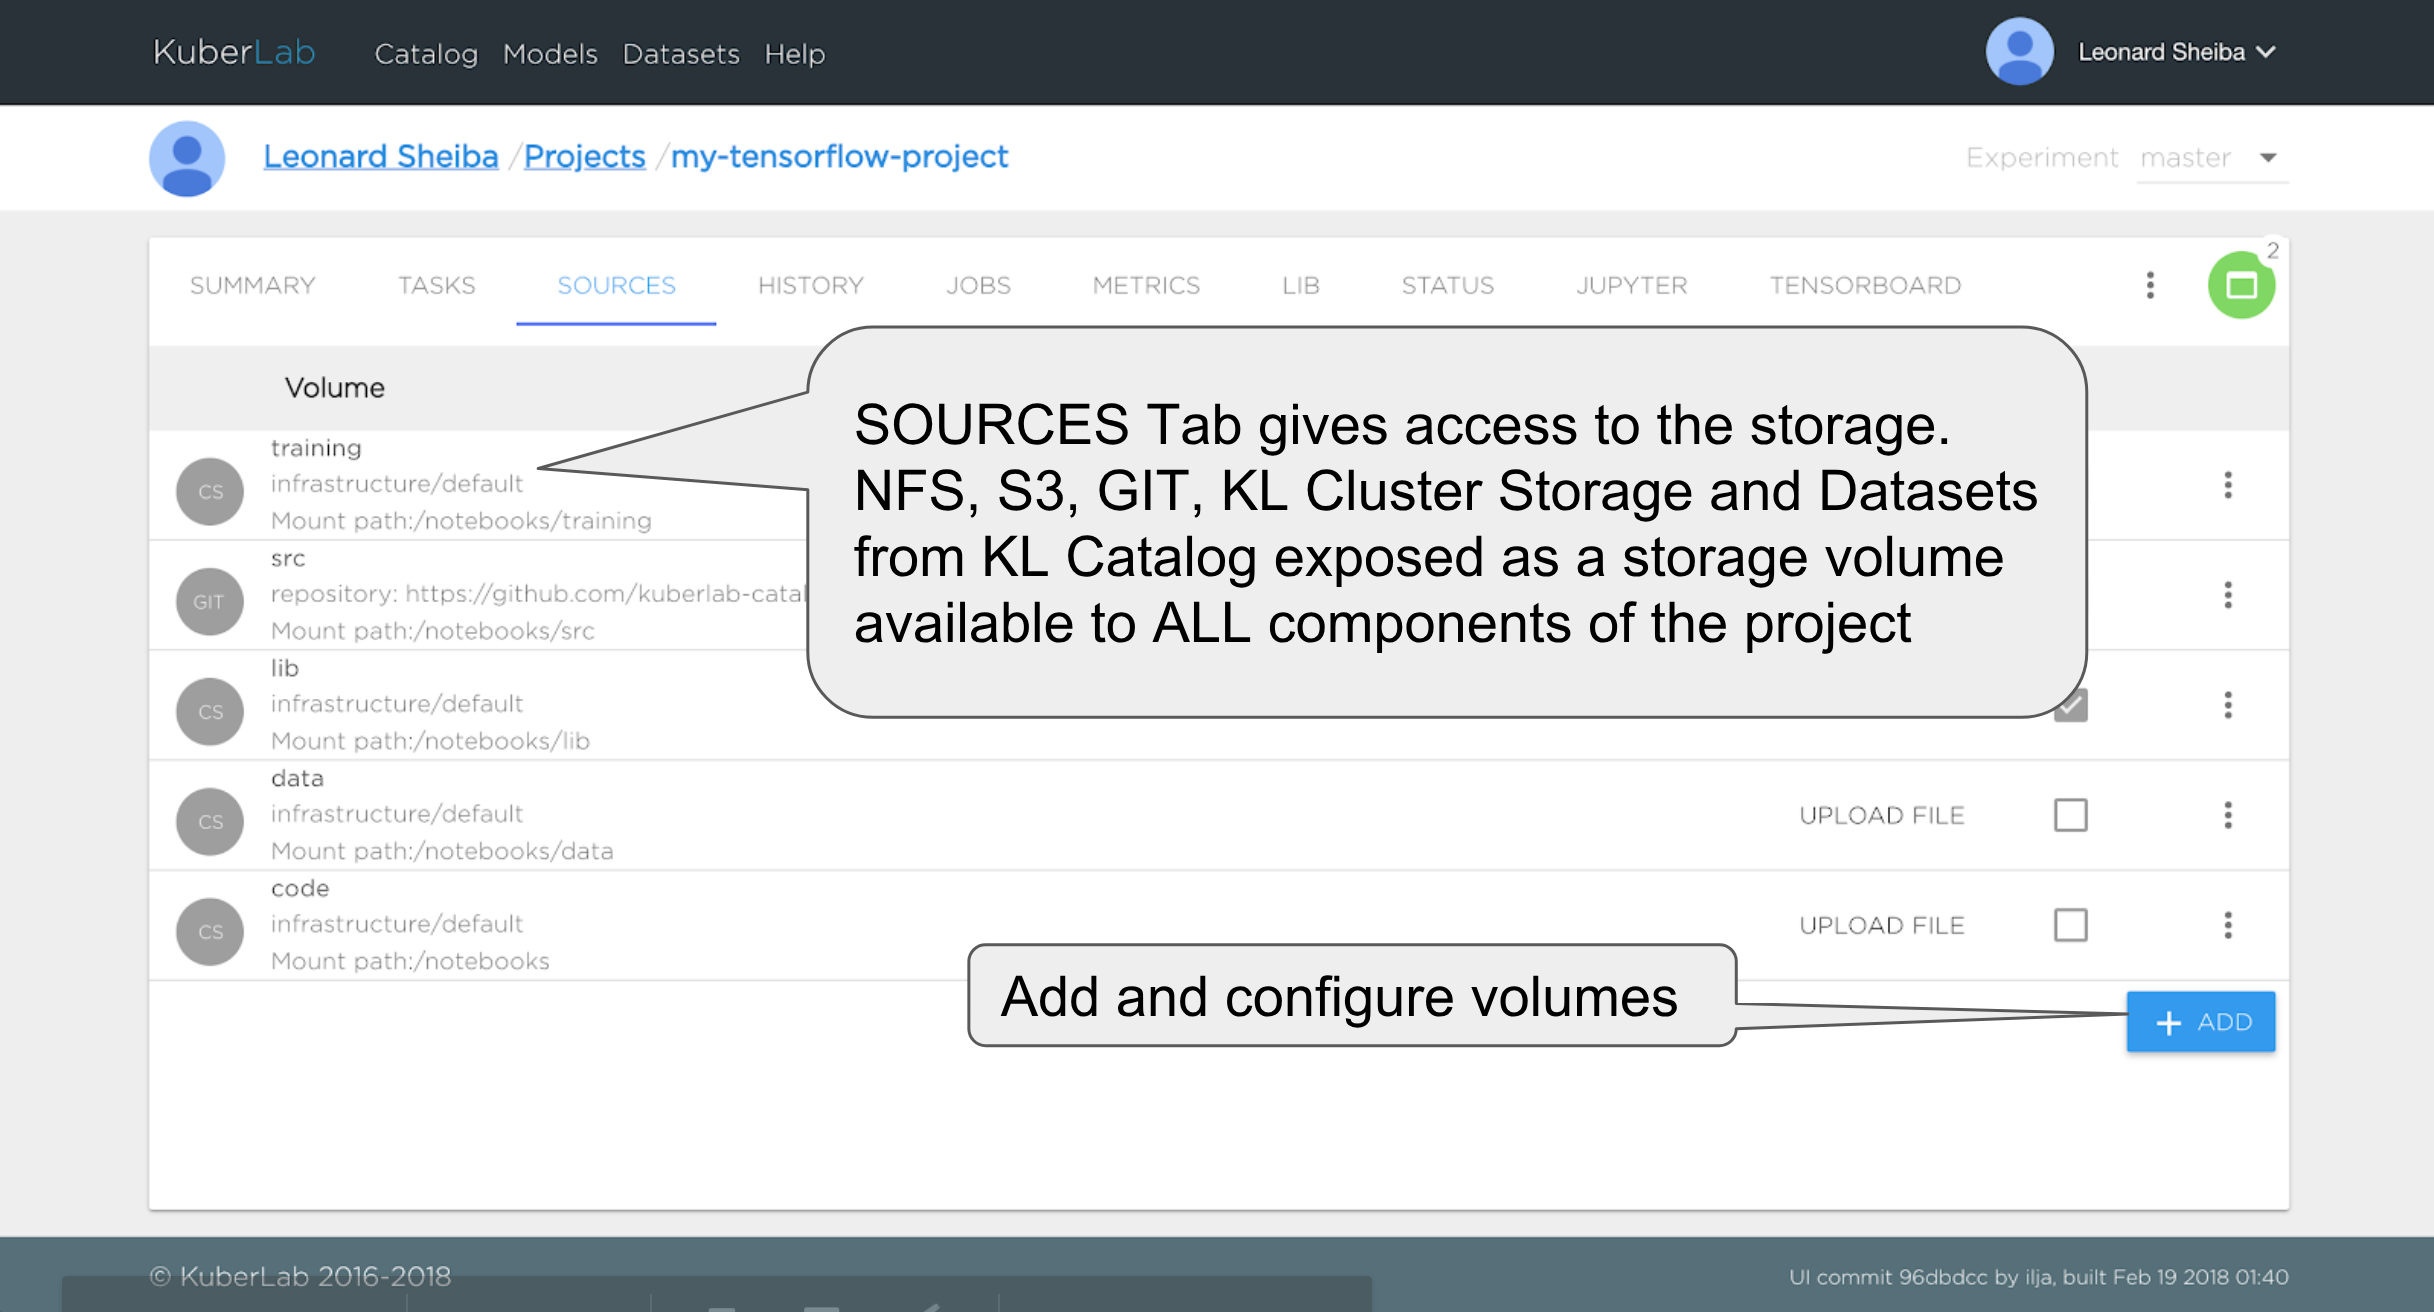 KuberLab Catalog Models Datasets Help Leonard Sheiba
Leonard Sheiba /Projects /my-tensorflow-project Experiment master
2
SUMMARY TASKS SOURCES HISTORY JOBS METRICS LIB STATUS JUPYTER TENSORBOARD
Volume
SOURCES Tab gives access to the storage.
NFS, S3, GIT, KL Cluster Storage and Datasets
from KL Catalog exposed as a storage volume
available to ALL components of the project
CS
training
infrastructure/default
Mount path:/notebooks/training
GIT
src
repository: https://github.com/kuberlab-catal
Mount path:/notebooks/src
CS
lib
infrastructure/default
Mount path:/notebooks/lib
CS
data
infrastructure/default
Mount path:/notebooks/data
UPLOAD FILE
CS
code
infrastructure/default
Mount path:/notebooks
UPLOAD FILE
Add and configure volumes
+ ADD
© KuberLab 2016-2018 UI commit 96dbdcc by ilja, built Feb 19 2018 01:40